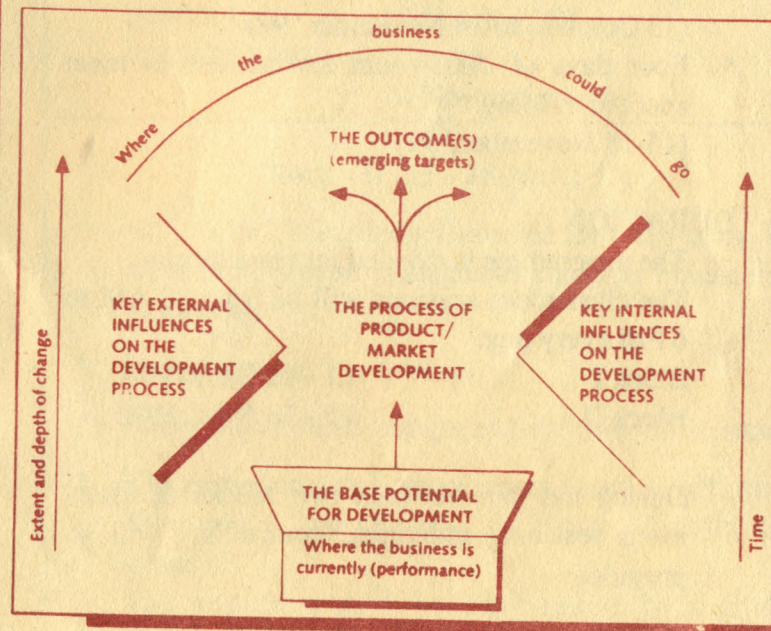 Where the business could go
THE OUTCOME(S)
(emerging targets)
KEY EXTERNAL
INFLUENCES
ON THE
DEVELOPMENT
PROCESS
THE PROCESS OF
PRODUCT/
MARKET
DEVELOPMENT
KEY INTERNAL
INFLUENCES
ON THE
DEVELOPMENT
PROCESS
Extent and depth of change
Time
THE BASE POTENTIAL
FOR DEVELOPMENT
Where the business is
currently (performance)